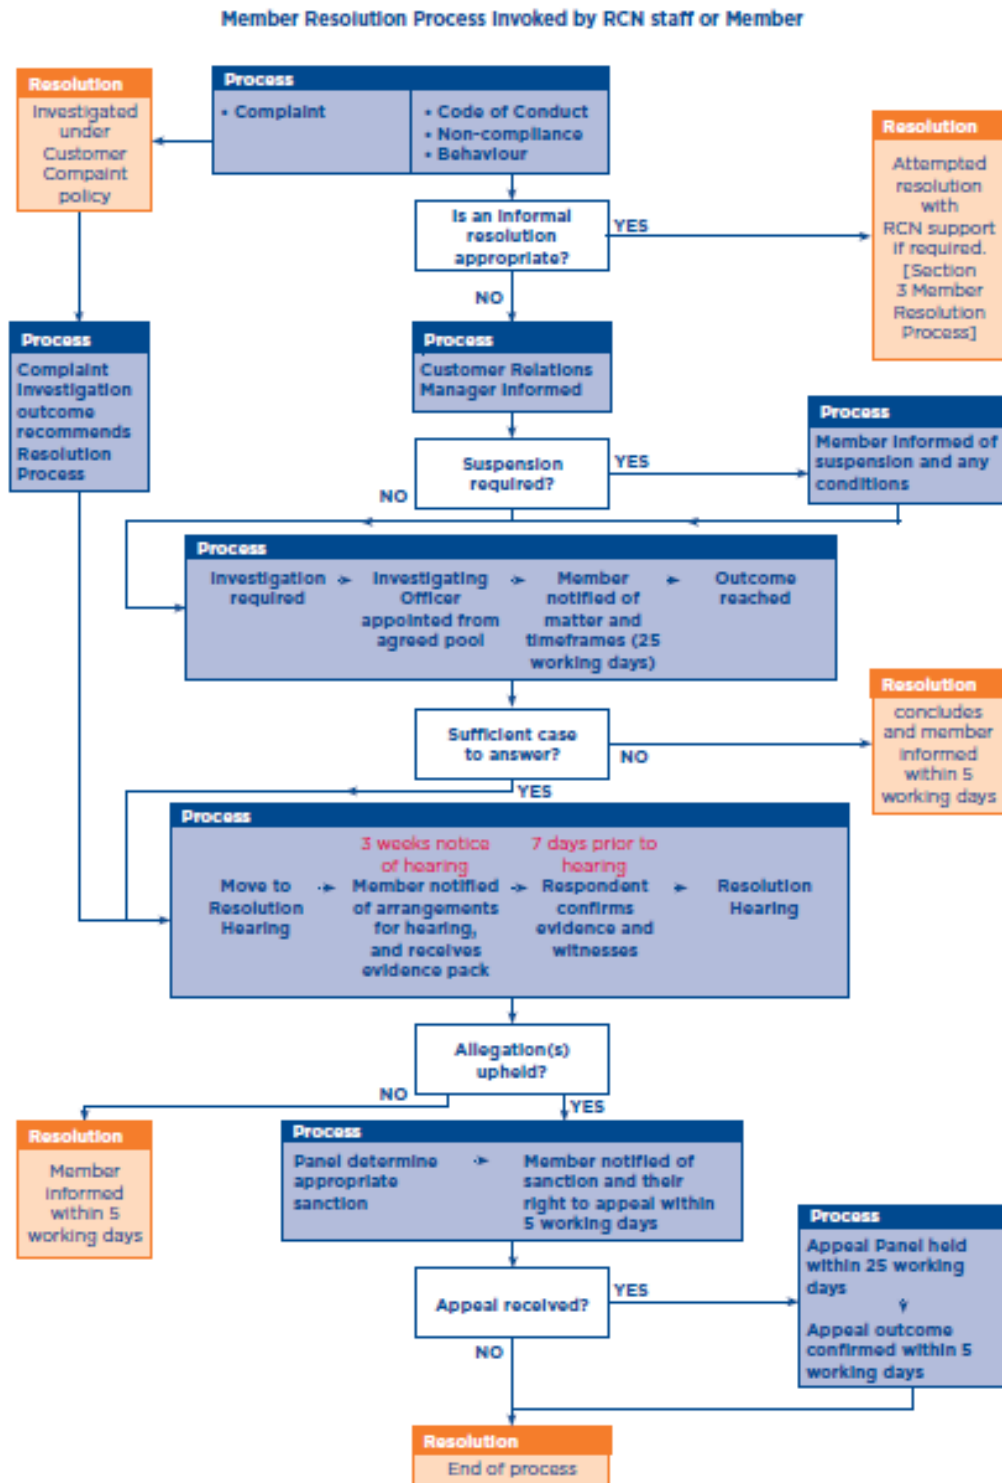 Member Resolution Process Invoked by RCN staff or Member
Resolution
Investigated
under
Customer
Compaint
policy
Process
• Complaint
• Code of Conduct
• Non-compliance
• Behaviour
Resolution
Attempted
resolution
with
RCN support
if required.
[Section
3 Member
Resolution
Process]
Is an informal
resolution
appropriate?
YES
NO
Process
Complaint
Investigation
outcome
recommends
Resolution
Process
Process
Customer Relations
Manager Informed
Process
Member Informed of
suspension and any
conditions
Suspension
required?
YES
NO
Process
Investigation
required
Investigating
Officer
appointed from
agreed pool
Member
notified of
matter and
timeframes (25
working days)
Outcome
reached
Resolution
concludes
and member
informed
within 5
working days
Sufficient case
to answer?
NO
YES
Process
Move to
Resolution
Hearing
3 weeks notice
of hearing
Member notified
of arrangements
for hearing,
and receives
evidence pack
7 days prior to
hearing
Respondent
confirms
evidence and
witnesses
Resolution
Hearing
Allegation(s)
upheld?
NO
YES
Resolution
Member
informed
within 5
working days
Process
Panel determine
appropriate
sanction
Member notified of
sanction and their
right to appeal within
5 working days
Process
Appeal Panel held
within 25 working
days
Appeal outcome
confirmed within 5
working days
Appeal received?
YES
NO
Resolution
End of process